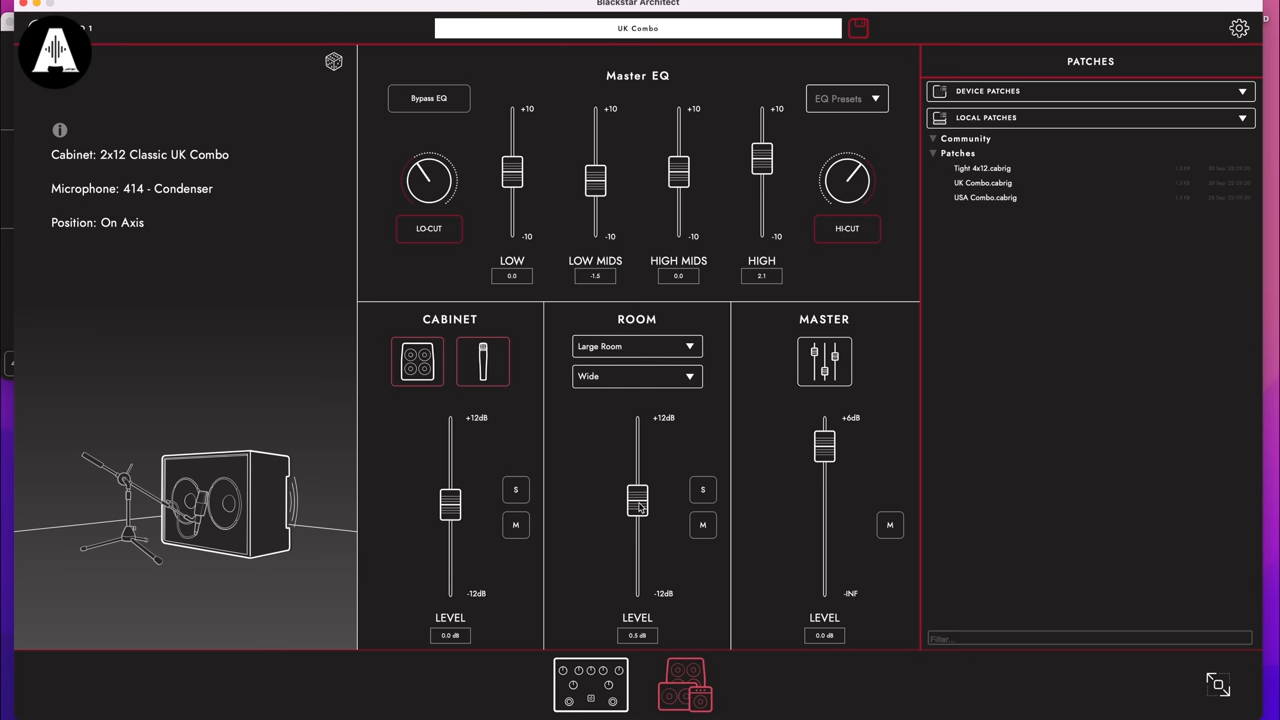 Blackstar Architect
1
UK Combo
A
Cabinet: 2x12 Classic UK Combo
Microphone: 414 - Condenser
Position: On Axis
Master EQ
Bypass EQ
EQ Presets
+10
+10
+10
+10
-10
-10
-10
-10
LO-CUT
HI-CUT
LOW
LOW MIDS
HIGH MIDS
HIGH
0.0
-1.5
0.0
2.1
CABINET
+12dB
S
M
-12dB
LEVEL
0.0 dB
ROOM
Large Room
Wide
+12dB
S
M
-12dB
LEVEL
0.5 dB
MASTER
+6dB
M
-INF
LEVEL
0.0 dB
PATCHES
DEVICE PATCHES
LOCAL PATCHES
Community
Patches
Tight 4x12.cabrig
UK Combo.cabrig
USA Combo.cabrig
Filter...